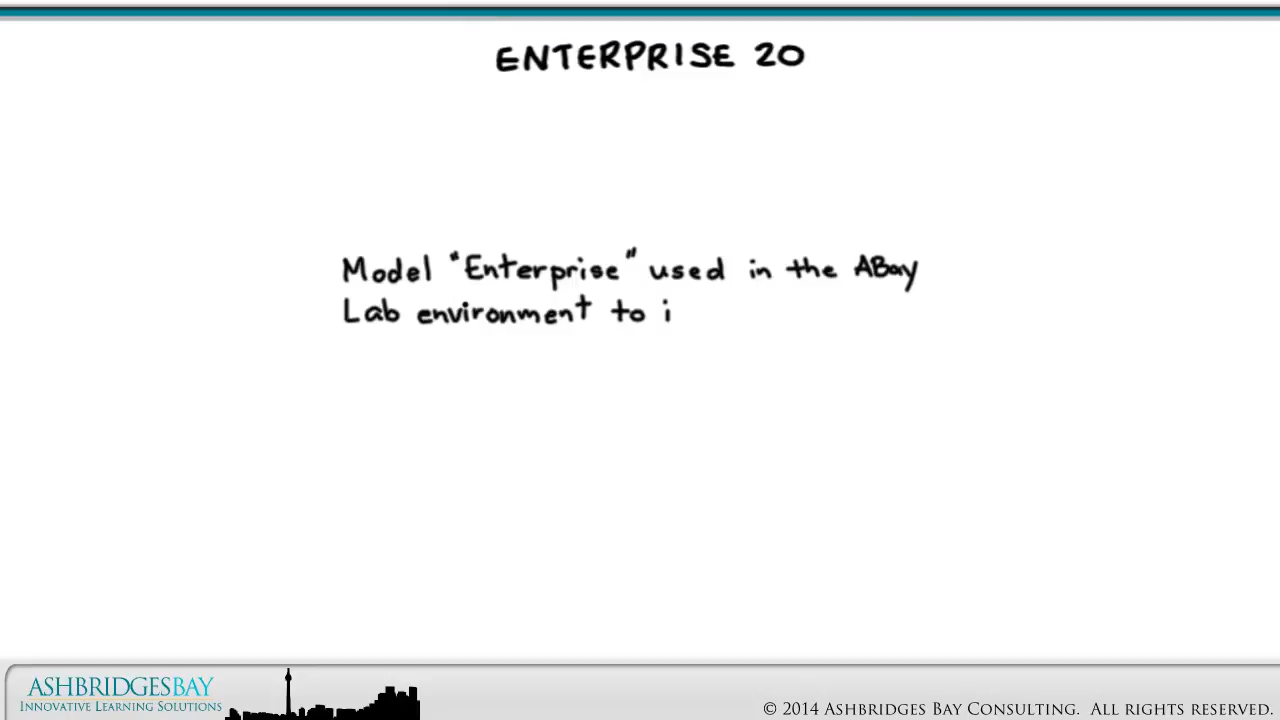 ENTERPRISE 20
Model "Enterprise" used in the ABay
Lab environment to i
ASHBRIDGESBAY
INNOVATIVE LEARNING SOLUTIONS
© 2014 ASHBRIDGES BAY CONSULTING. ALL RIGHTS RESERVED.